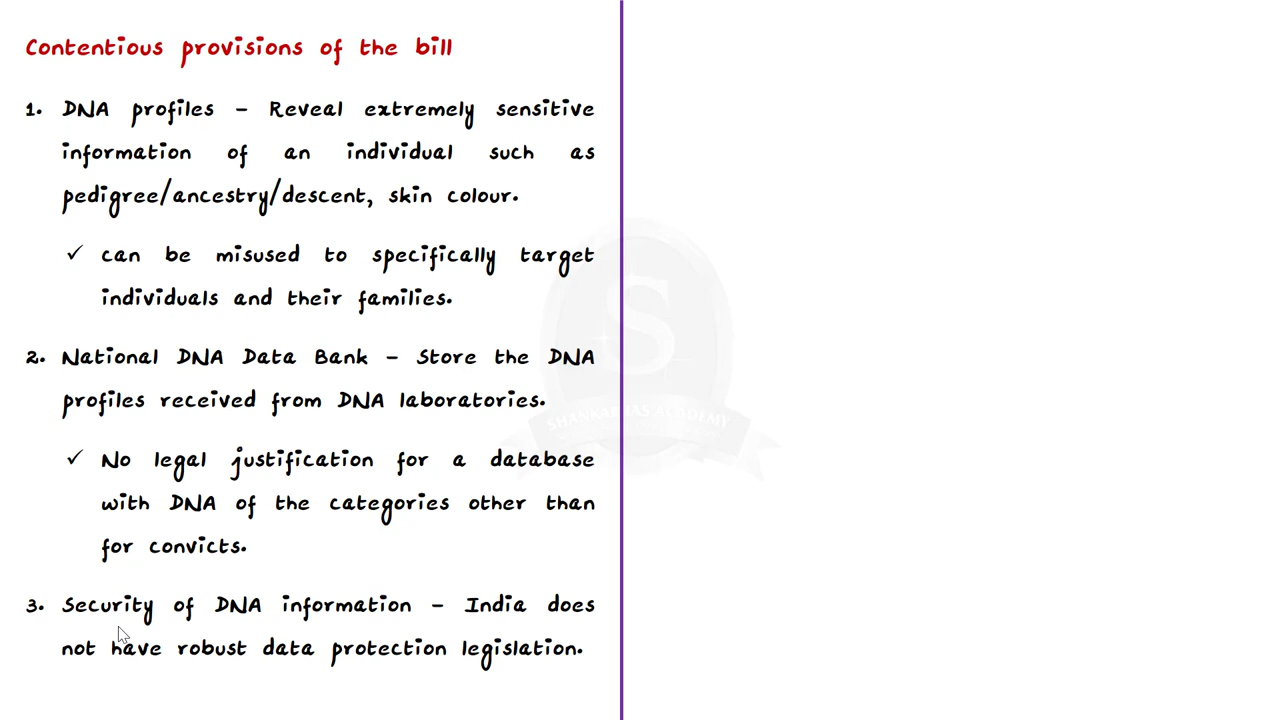 Contentious provisions of the bill
1. DNA profiles – Reveal extremely sensitive
information of an individual such as
pedigree/ancestry/descent, skin colour.
✓ can be misused to specifically target
individuals and their families.
2. National DNA Data Bank – Store the DNA
profiles received from DNA laboratories.
✓ No legal justification for a database
with DNA of the categories other than
for convicts.
3. Security of DNA information – India does
not have robust data protection legislation.
S
SHANKAR IAS ACADEMY